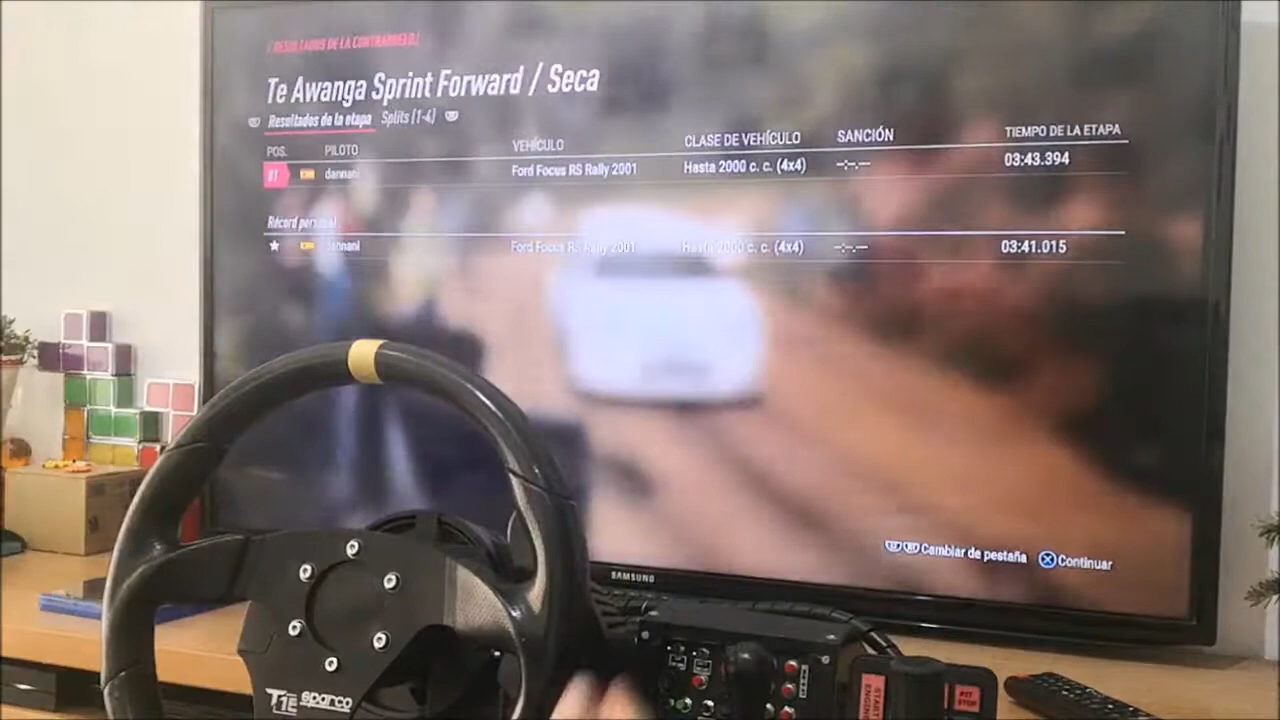 / RESULTADOS DE LA CONTRARRELOJ
Te Awanga Sprint Forward / Seca
Resultados de la etapa Splits (1-4)
POS. PILOTO VEHÍCULO CLASE DE VEHÍCULO SANCIÓN TIEMPO DE LA ETAPA
01 dannani Ford Focus RS Rally 2001 Hasta 2000 c. c. (4x4) --:--.--- 03:43.394
Récord personal
dannani Ford Focus RS Rally 2001 Hasta 2000 c. c. (4x4) --:--.--- 03:41.015
Cambiar de pestaña Continuar
SAMSUNG
sparco
START ENGINE
PIT STOP